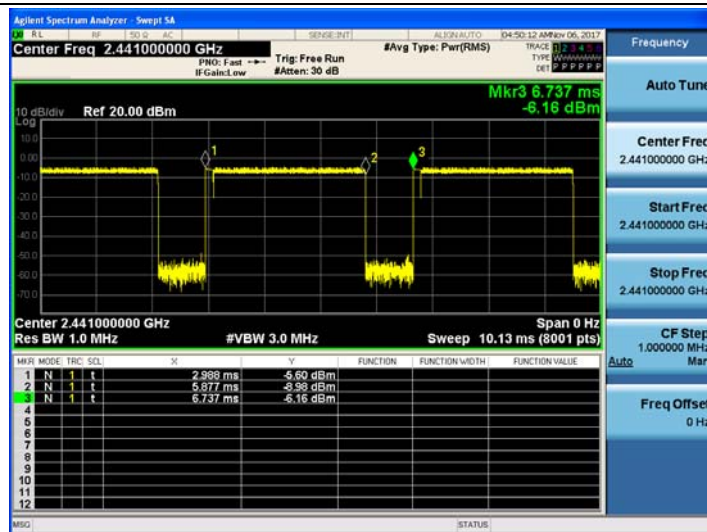 Agilent Spectrum Analyzer - Swept SA
RL RF 50 Ω AC SENSE:INT ALIGN AUTO 04:50:12 AM Nov 06, 2017
Center Freq 2.441000000 GHz #Avg Type: Pwr(RMS) TRACE 1 2 3 4 5 6
PNO: Fast Trig: Free Run TYPE
IFGain:Low #Atten: 30 dB DET P P P P P P
Mkr3 6.737 ms
-6.16 dBm
10 dB/div Ref 20.00 dBm
Log
10.0
0.00
-10.0
-20.0
-30.0
-40.0
-50.0
-60.0
-70.0
1
2
3
Center 2.441000000 GHz Span 0 Hz
Res BW 1.0 MHz #VBW 3.0 MHz Sweep 10.13 ms (8001 pts)
MKR MODE TRC SCL X Y FUNCTION FUNCTION WIDTH FUNCTION VALUE
1 N 1 t 2.988 ms -5.60 dBm
2 N 1 t 5.877 ms -8.98 dBm
3 N 1 t 6.737 ms -6.16 dBm
4
5
6
7
8
9
10
11
12
MSG STATUS
Frequency
Auto Tune
Center Freq
2.441000000 GHz
Start Freq
2.441000000 GHz
Stop Freq
2.441000000 GHz
CF Step
1.000000 MHz
Auto Man
Freq Offset
0 Hz